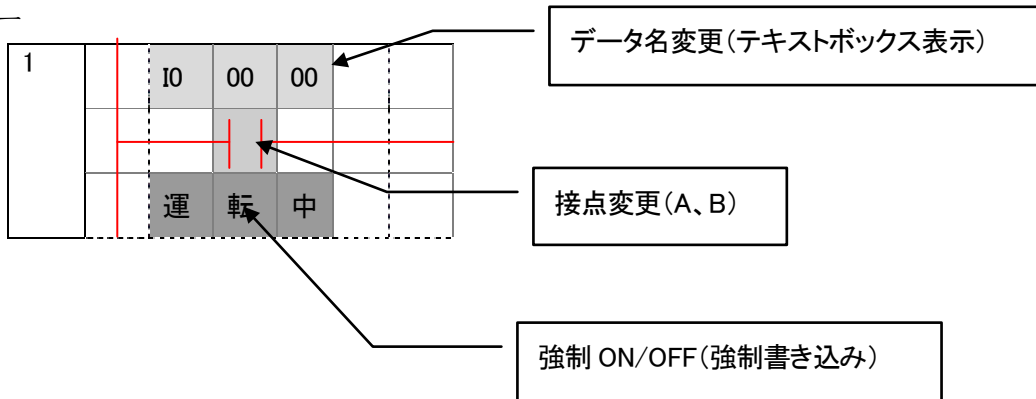 データ名変更(テキストボックス表示)
1
I0 00 00
接点変更(A、B)
運 転 中
強制 ON/OFF(強制書き込み)